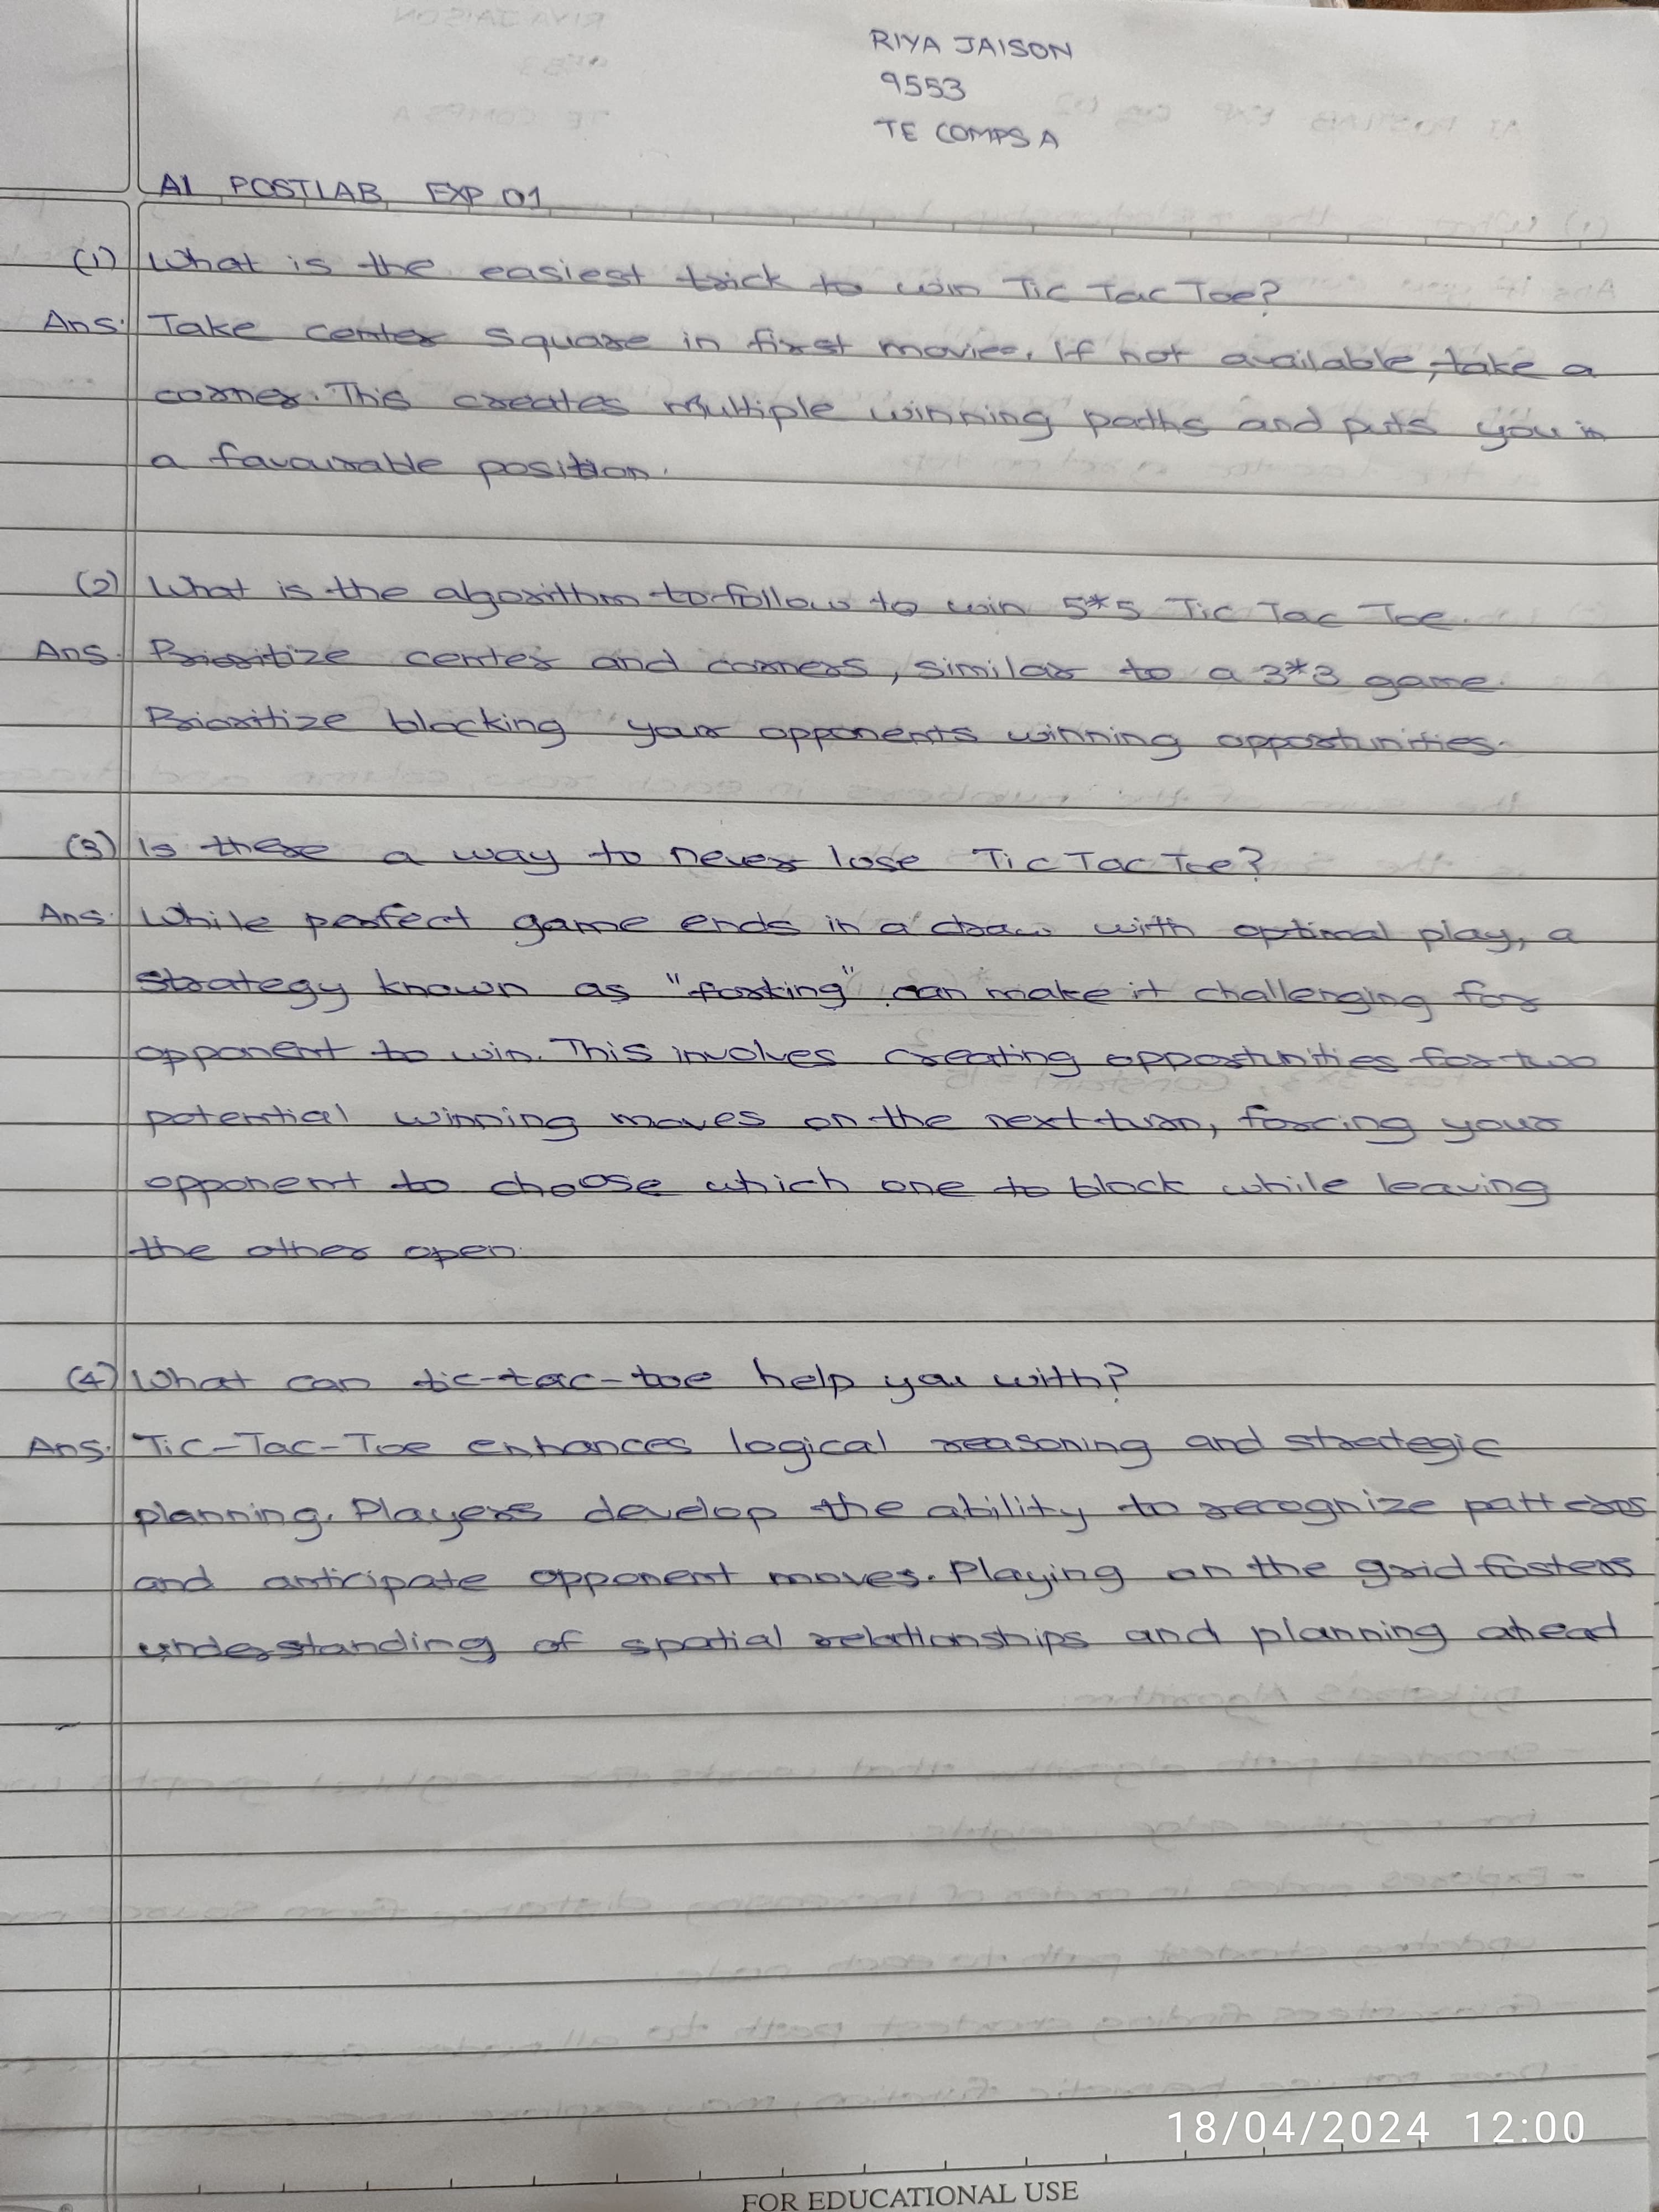 RIYA JAISON
9553
TE COMPS A
AI POSTLAB EXP 01
(1) What is the easiest trick to win Tic Tac Toe?
Ans. Take center square in first movies. If not available, take a
corner. This creates multiple winning paths and puts you in
a favourable position.
(2) What is the algorithm to follow to win 5*5 Tic Tac Toe.
Ans. Prioritize center and corners, similar to a 3*3 game.
Prioritize blocking your opponents winning opportunities.
(3) Is there a way to never lose Tic Tac Toe?
Ans. While perfect game ends in a draw with optimal play, a
strategy known as "forking" can make it challenging for
opponent to win. This involves creating opportunities for two
potential winning moves on the next turn, forcing your
opponent to choose which one to block while leaving
the other open.
(4) What can tic-tac-toe help you with?
Ans. Tic-Tac-Toe enhances logical reasoning and strategic
planning. Players develop the ability to recognize patterns
and anticipate opponent moves. Playing on the grid fosters
understanding of spatial relationships and planning ahead
18/04/2024 12:00
FOR EDUCATIONAL USE